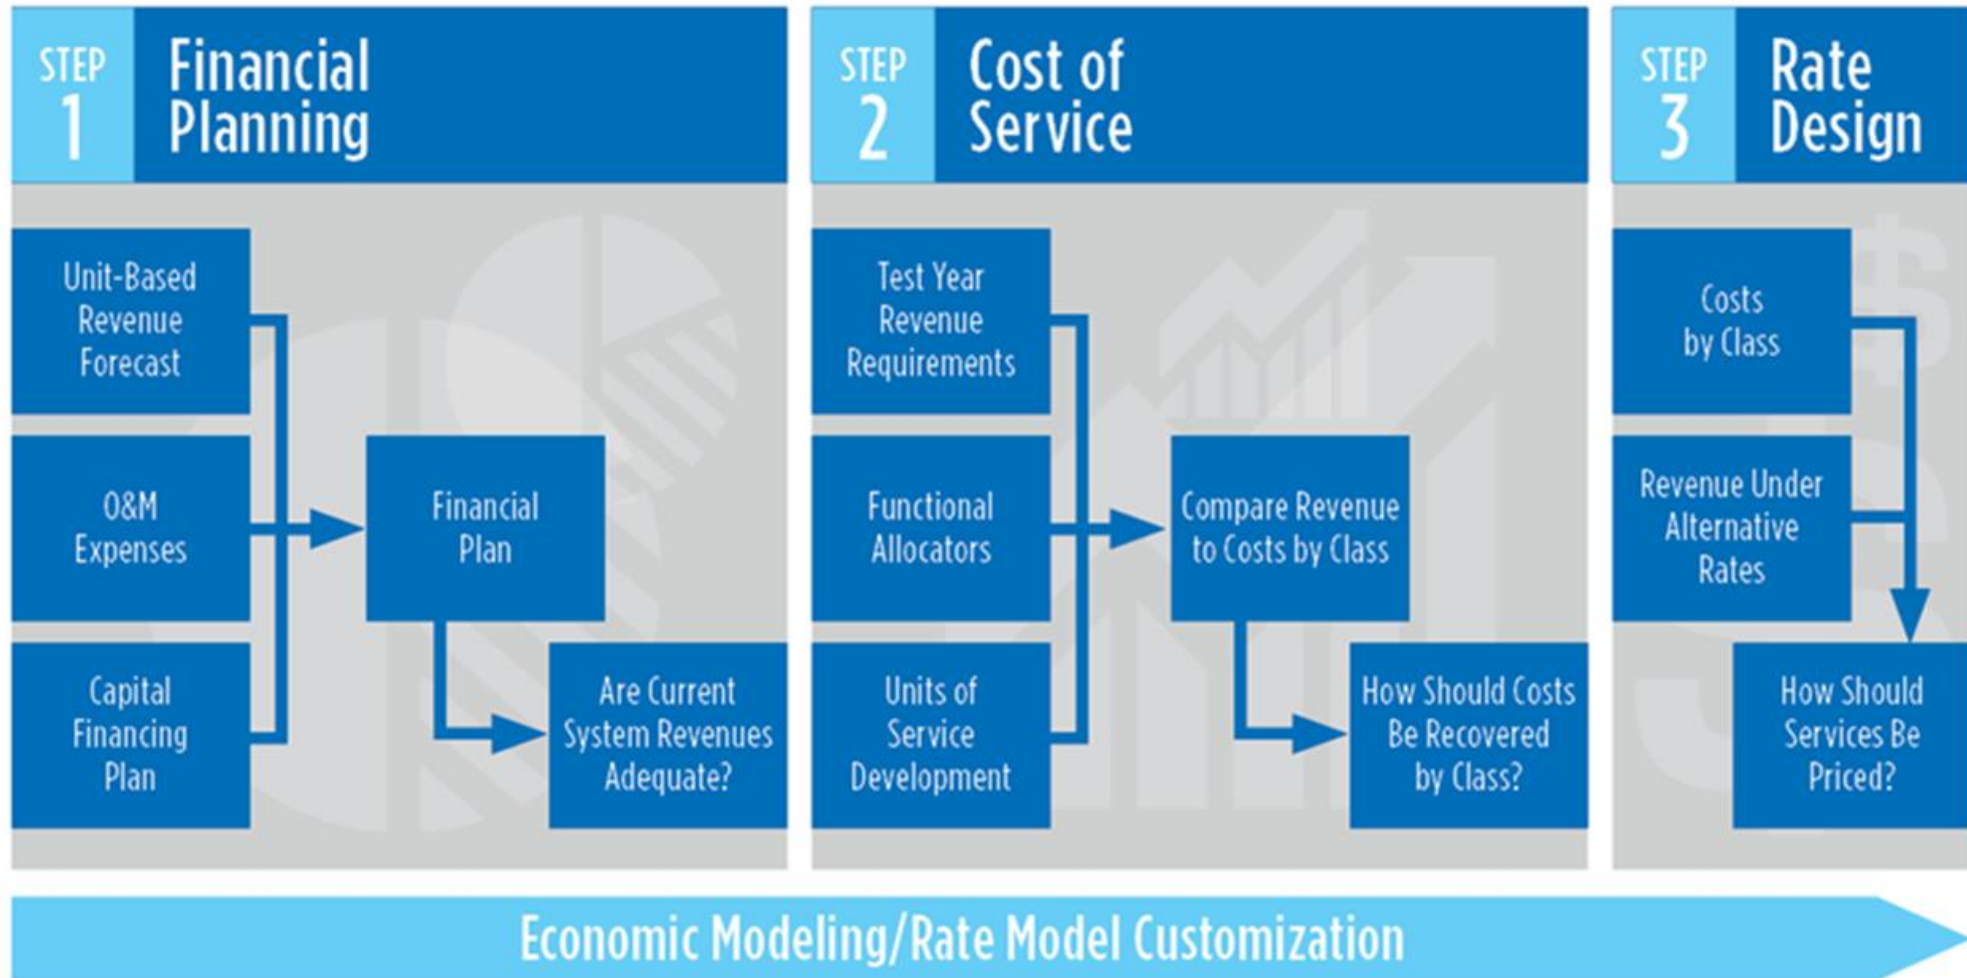 STEP
1
Financial
Planning
Unit-Based
Revenue
Forecast
O&M
Expenses
Capital
Financing
Plan
Financial
Plan
Are Current
System Revenues
Adequate?
STEP
2
Cost of
Service
Test Year
Revenue
Requirements
Functional
Allocators
Units of
Service
Development
Compare Revenue
to Costs by Class
How Should Costs
Be Recovered
by Class?
STEP
3
Rate
Design
Costs
by Class
Revenue Under
Alternative
Rates
How Should
Services Be
Priced?
Economic Modeling/Rate Model Customization